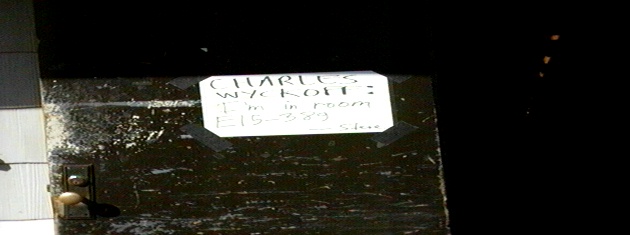 CHARLES
WYCKOFF:
I'm in room
E15-389
— Steve